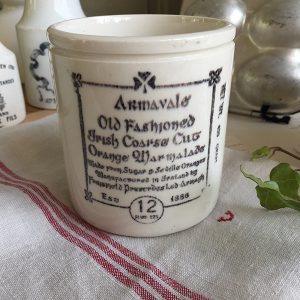 Armavale
Old Fashioned
Irish Coarse Cut
Orange Marmalade
Made from Sugar & Seville Oranges
Manufactured in Ireland by
Preserves Ltd Armagh
Est 1888
12